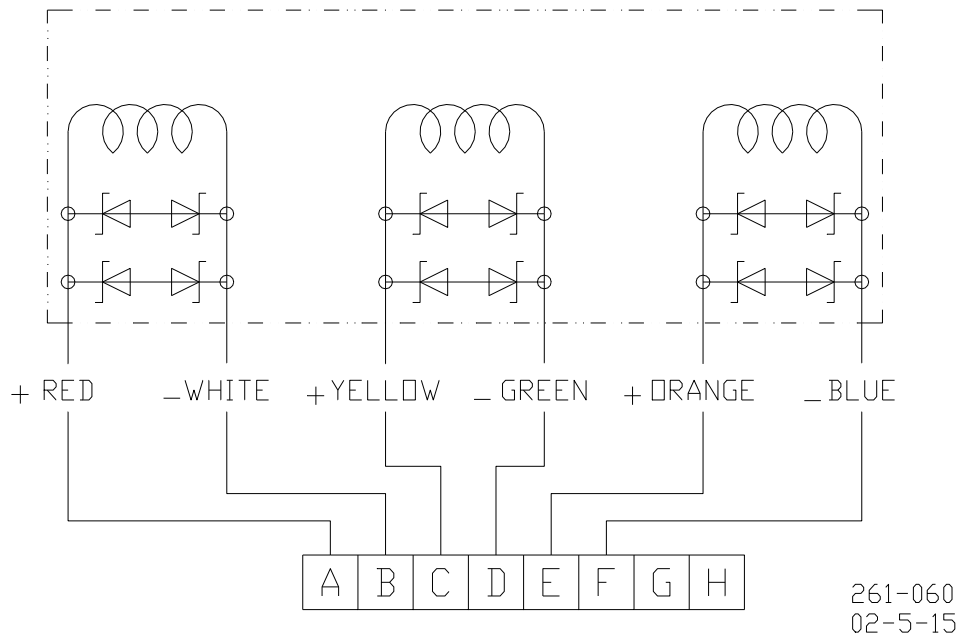 + RED _WHITE +YELLOW _ GREEN + ORANGE _ BLUE
A B C D E F G H
261-060
02-5-15